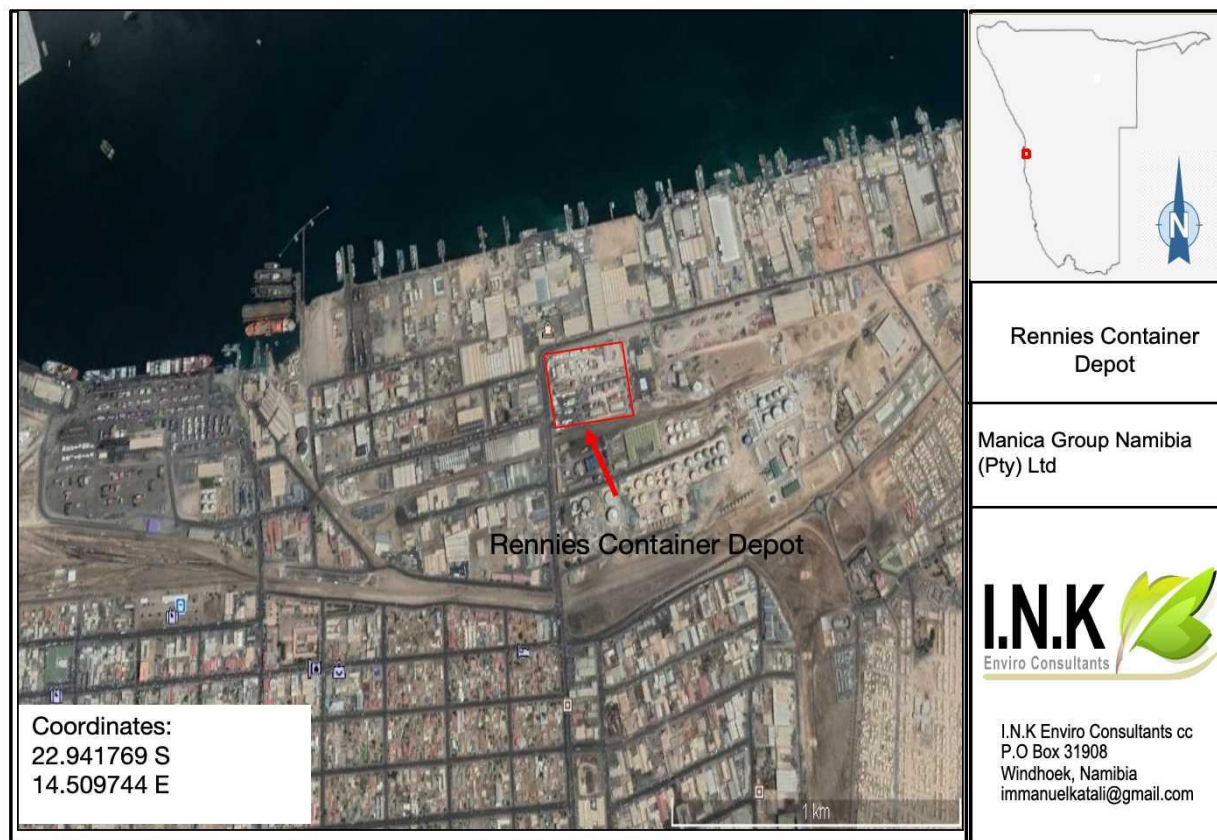 Rennies Container Depot
Coordinates:
22.941769 S
14.509744 E
1 km
N
Rennies Container
Depot
Manica Group Namibia
(Pty) Ltd
I.N.K
Enviro Consultants
I.N.K Enviro Consultants cc
P.O Box 31908
Windhoek, Namibia
immanuelkatali@gmail.com